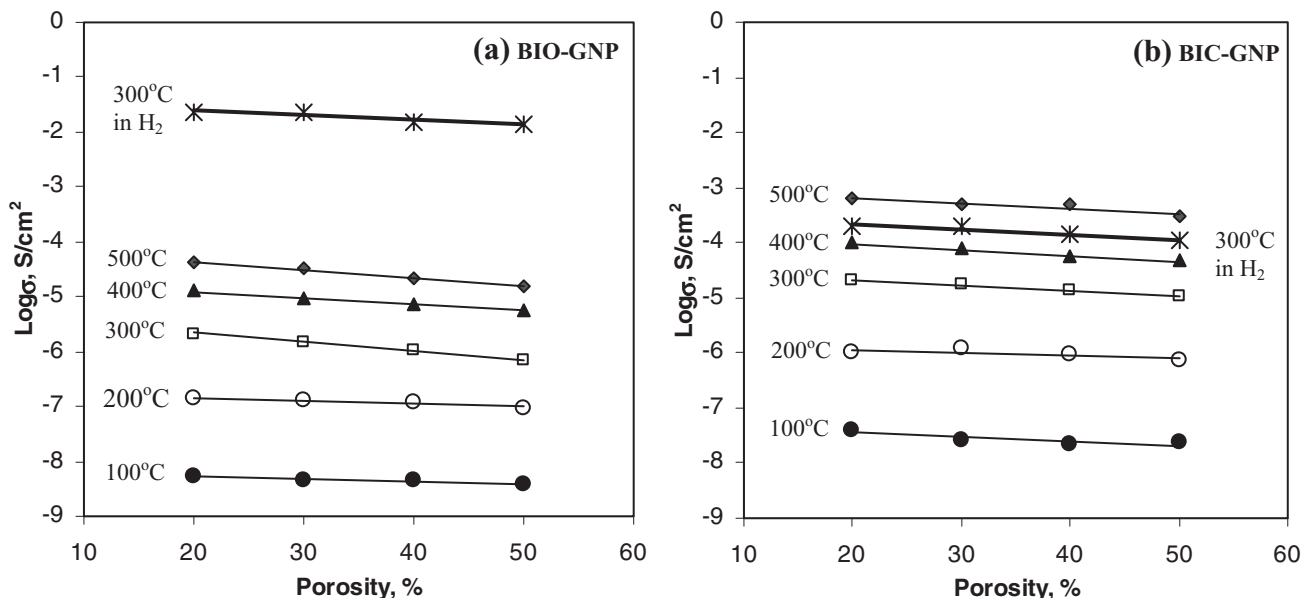 (a) BIO-GNP
Logσ, S/cm²
0
-1
-2
-3
-4
-5
-6
-7
-8
-9
300°C
in H₂
500°C
400°C
300°C
200°C
100°C
10 20 30 40 50 60
Porosity, %
(b) BIC-GNP
Logσ, S/cm²
0
-1
-2
-3
-4
-5
-6
-7
-8
-9
500°C
400°C
300°C
in H₂
300°C
200°C
100°C
10 20 30 40 50 60
Porosity, %